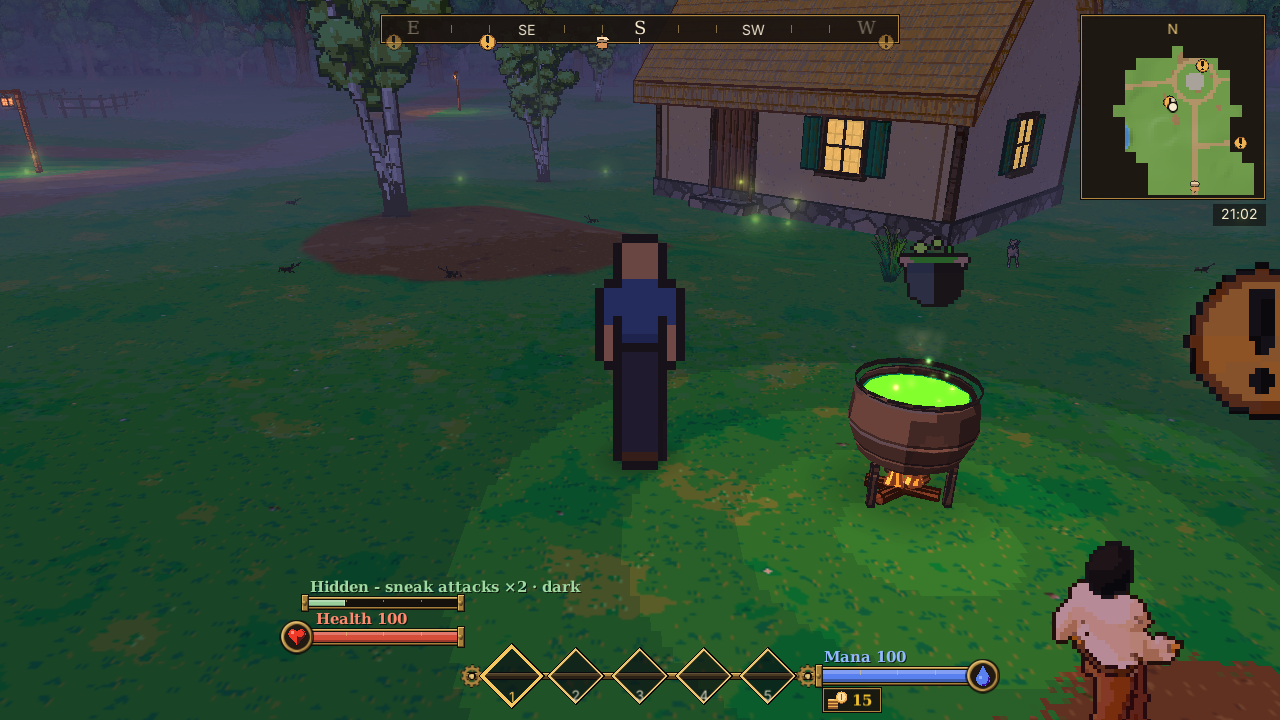 E SE S SW W
N
21:02
Hidden - sneak attacks ×2 · dark
Health 100
Mana 100
1 2 3 4 5
15